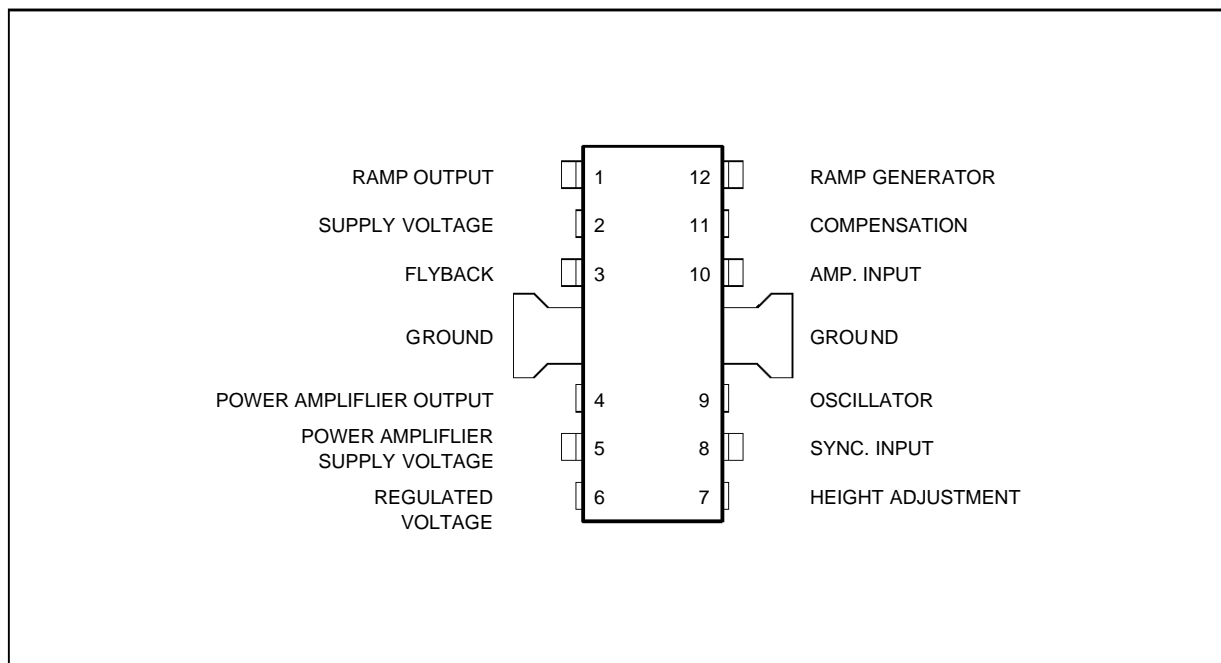 RAMP OUTPUT 1 12 RAMP GENERATOR
SUPPLY VOLTAGE 2 11 COMPENSATION
FLYBACK 3 10 AMP. INPUT
GROUND GROUND
POWER AMPLIFLIER OUTPUT 4 9 OSCILLATOR
POWER AMPLIFLIER
SUPPLY VOLTAGE 5 8 SYNC. INPUT
REGULATED
VOLTAGE 6 7 HEIGHT ADJUSTMENT